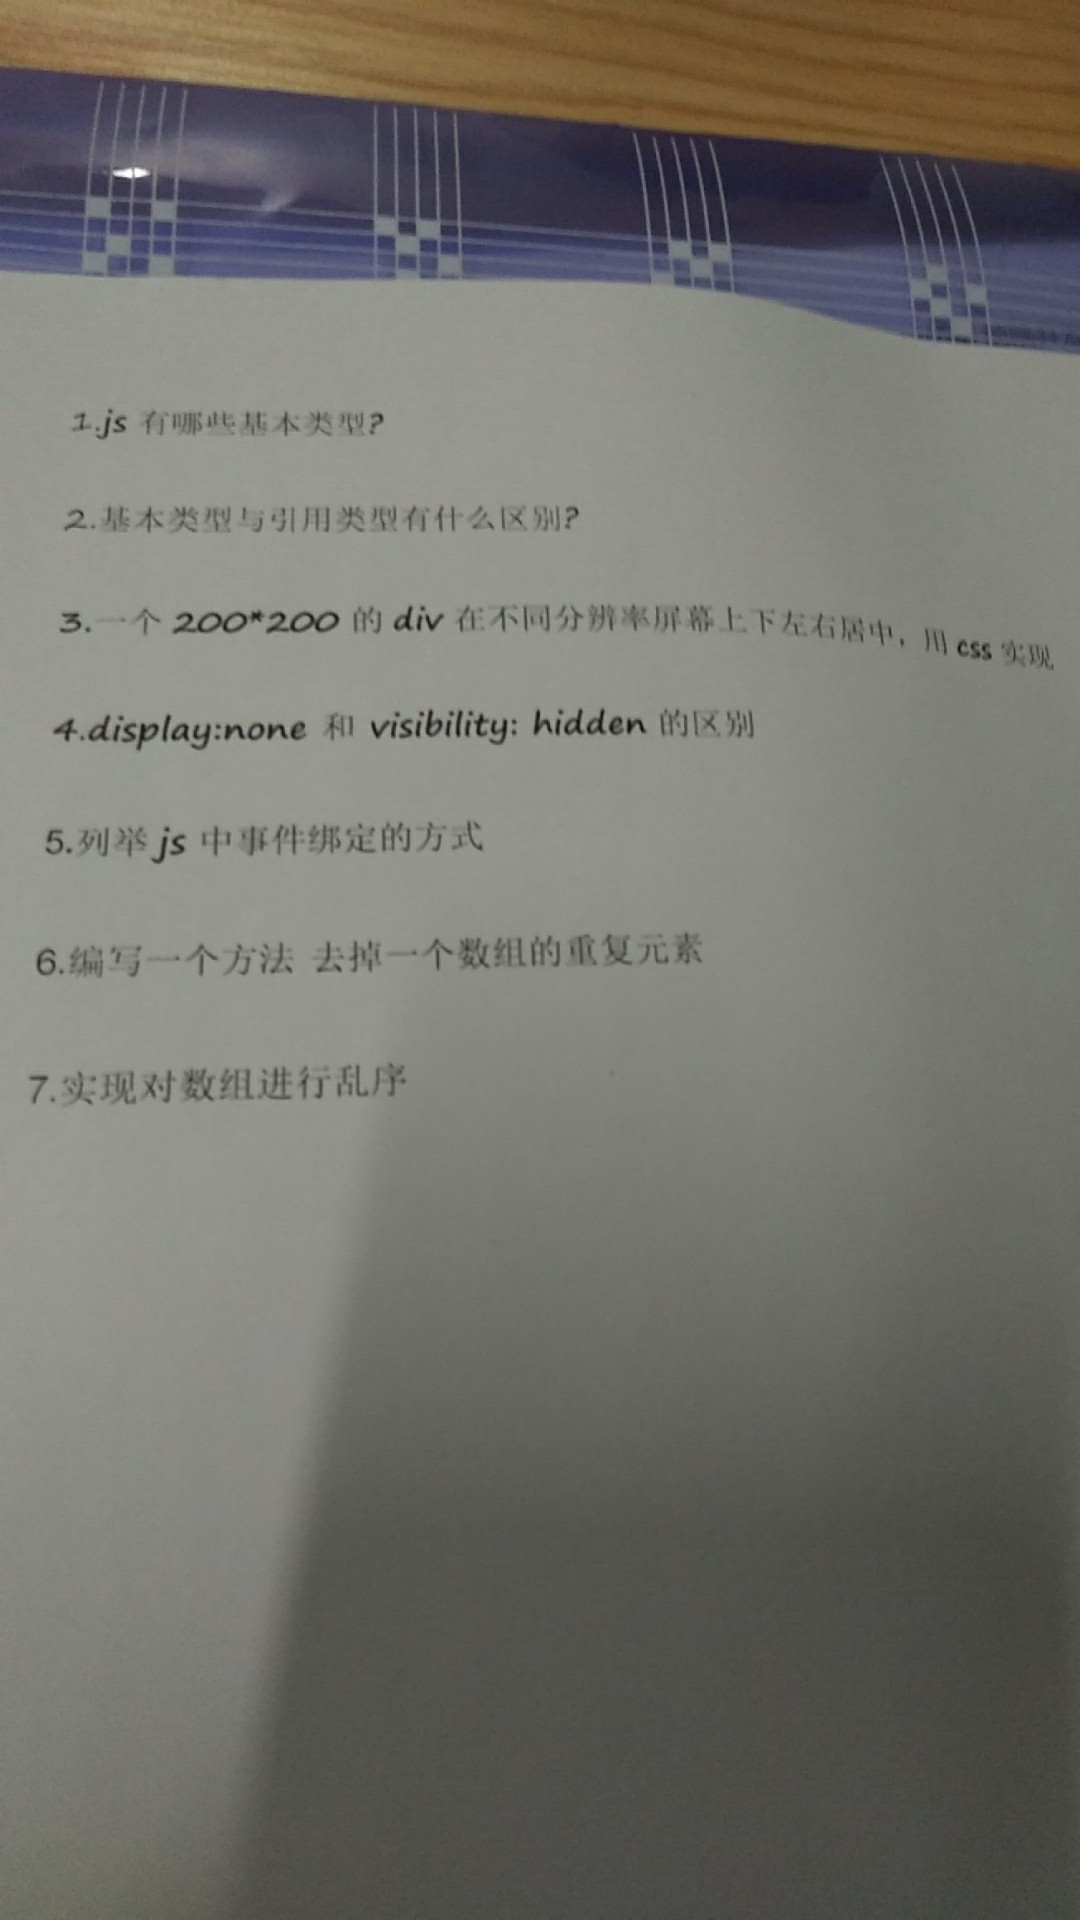 1.js 有哪些基本类型?
2.基本类型与引用类型有什么区别?
3.一个 200*200 的 div 在不同分辨率屏幕上下左右居中，用 css 实现
4.display:none 和 visibility: hidden 的区别
5.列举 js 中事件绑定的方式
6.编写一个方法 去掉一个数组的重复元素
7.实现对数组进行乱序